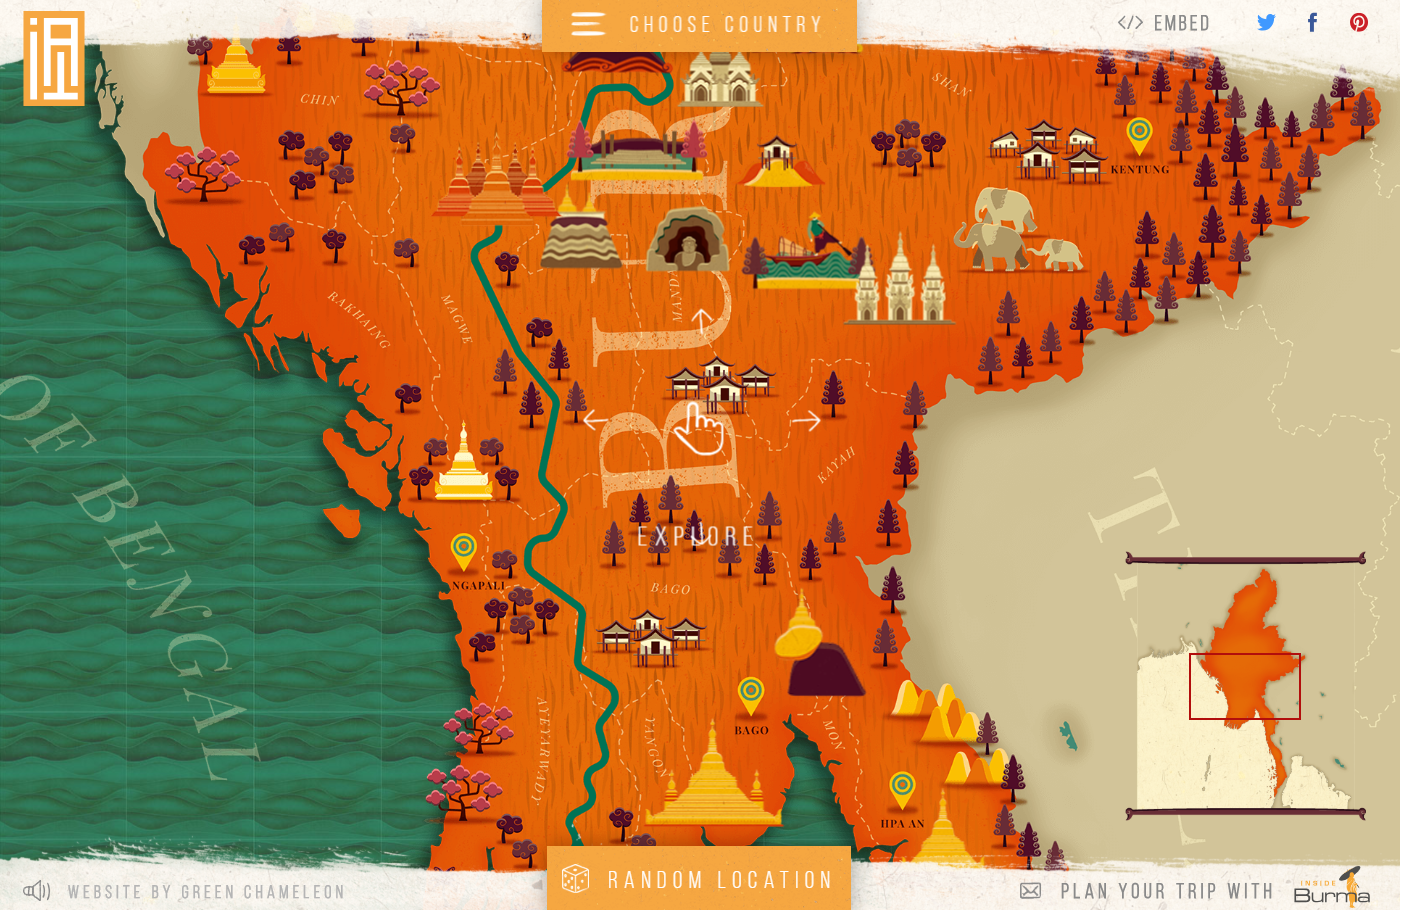 CHOOSE COUNTRY
</> EMBED
CHIN
SHAN
KENTUNG
RAKHAING
MAGWE
BUR
KAYAH
EXPLORE
OF BENGAL
NGAPALI
BAGO
AYEYARWADY
YANGON
BAGO
MON
HPA AN
RANDOM LOCATION
WEBSITE BY GREEN CHAMELEON
PLAN YOUR TRIP WITH
INSIDE
Burma